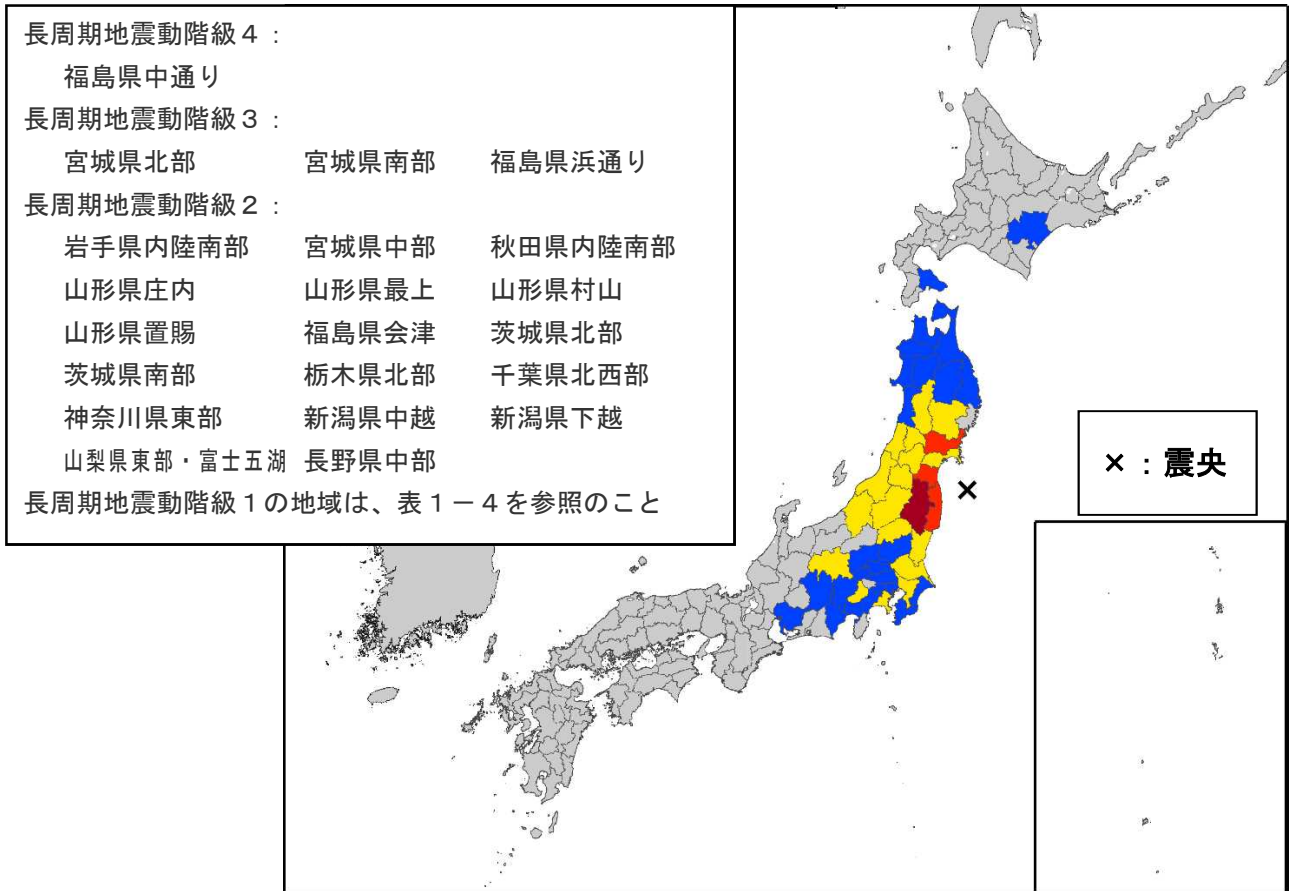 長周期地震動階級４：
福島県中通り
長周期地震動階級３：
宮城県北部 宮城県南部 福島県浜通り
長周期地震動階級２：
岩手県内陸南部 宮城県中部 秋田県内陸南部
山形県庄内 山形県最上 山形県村山
山形県置賜 福島県会津 茨城県北部
茨城県南部 栃木県北部 千葉県北西部
神奈川県東部 新潟県中越 新潟県下越
山梨県東部・富士五湖 長野県中部
長周期地震動階級１の地域は、表１－４を参照のこと
×：震央